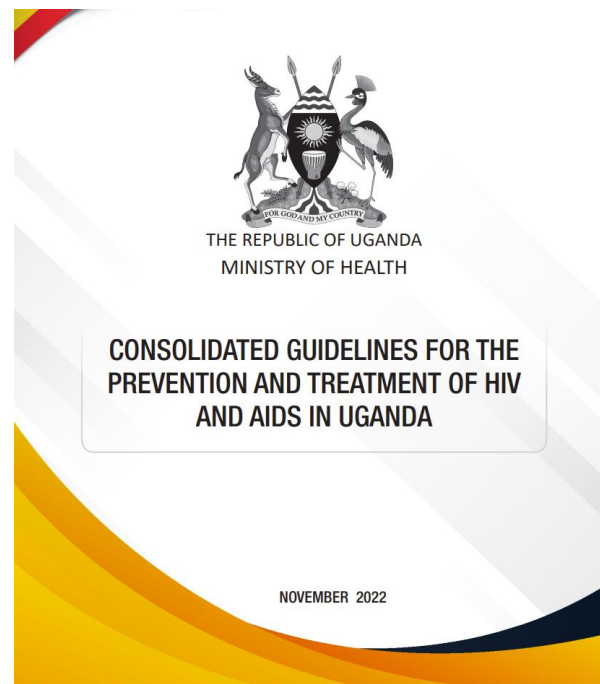 FOR GOD AND MY COUNTRY
THE REPUBLIC OF UGANDA
MINISTRY OF HEALTH
CONSOLIDATED GUIDELINES FOR THE
PREVENTION AND TREATMENT OF HIV
AND AIDS IN UGANDA
NOVEMBER 2022